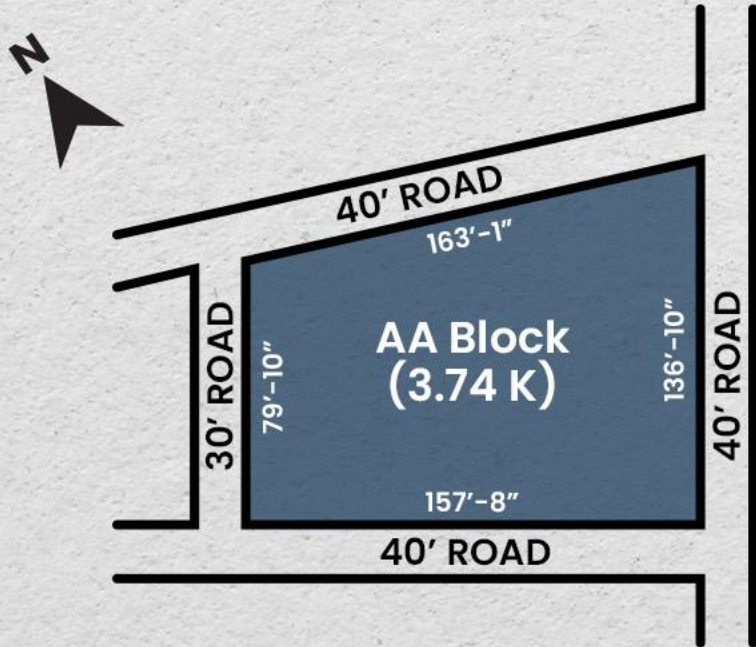 N
40’ ROAD
163’-1”
AA Block
(3.74 K)
79’-10”
136’-10”
30’ ROAD
40’ ROAD
157’-8”
40’ ROAD